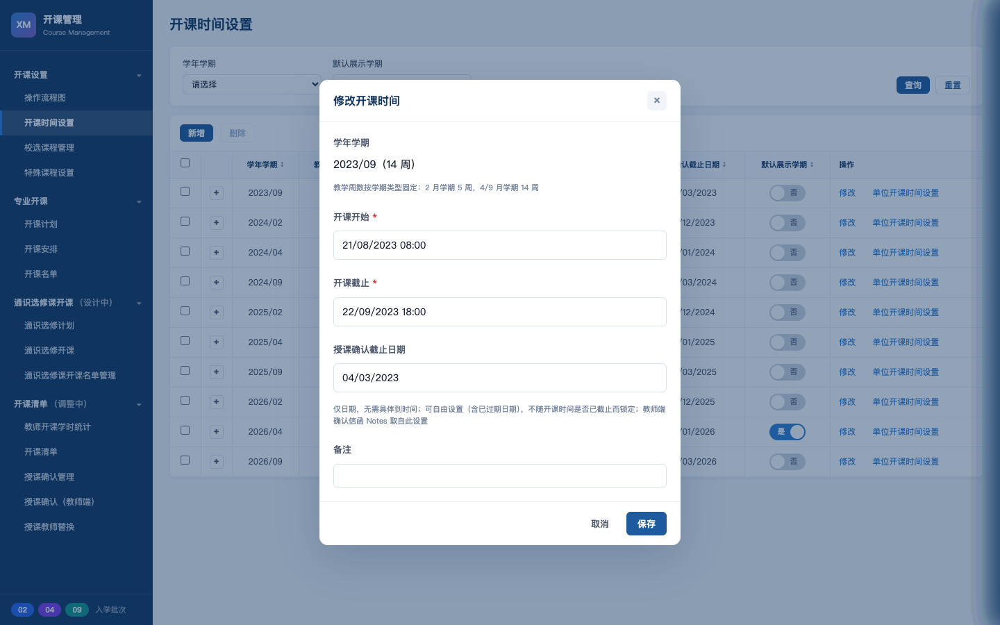 XM
开课管理
Course Management
开课设置
操作流程图
开课时间设置
校选课程管理
特殊课程设置
专业开课
开课计划
开课安排
开课名单
通识选修课开课（设计中）
通识选修计划
通识选修开课
通识选修课开课名单管理
开课清单（调整中）
教师开课学时统计
开课清单
授课确认管理
授课确认（教师端）
授课教师替换
02 04 09 入学批次
开课时间设置
学年学期 默认展示学期
请选择
查询 重置
新增 删除
学年学期 认截止日期 默认展示学期 操作
2023/09 /03/2023 否 修改 单位开课时间设置
2024/02 /12/2023 否 修改 单位开课时间设置
2024/04 /01/2024 否 修改 单位开课时间设置
2024/09 /03/2024 否 修改 单位开课时间设置
2025/02 /12/2024 否 修改 单位开课时间设置
2025/04 /01/2025 否 修改 单位开课时间设置
2025/09 /03/2025 否 修改 单位开课时间设置
2026/02 /12/2025 否 修改 单位开课时间设置
2026/04 /01/2026 是 修改 单位开课时间设置
2026/09 /03/2026 否 修改 单位开课时间设置
修改开课时间
学年学期
2023/09（14 周）
教学周数按学期类型固定：2 月学期 5 周，4/9 月学期 14 周
开课开始 *
21/08/2023 08:00
开课截止 *
22/09/2023 18:00
授课确认截止日期
04/03/2023
仅日期，无需具体到时间；可自由设置（含已过期日期），不随开课时间是否已截止而锁定；教师端
确认信函 Notes 取自此设置
备注
取消 保存